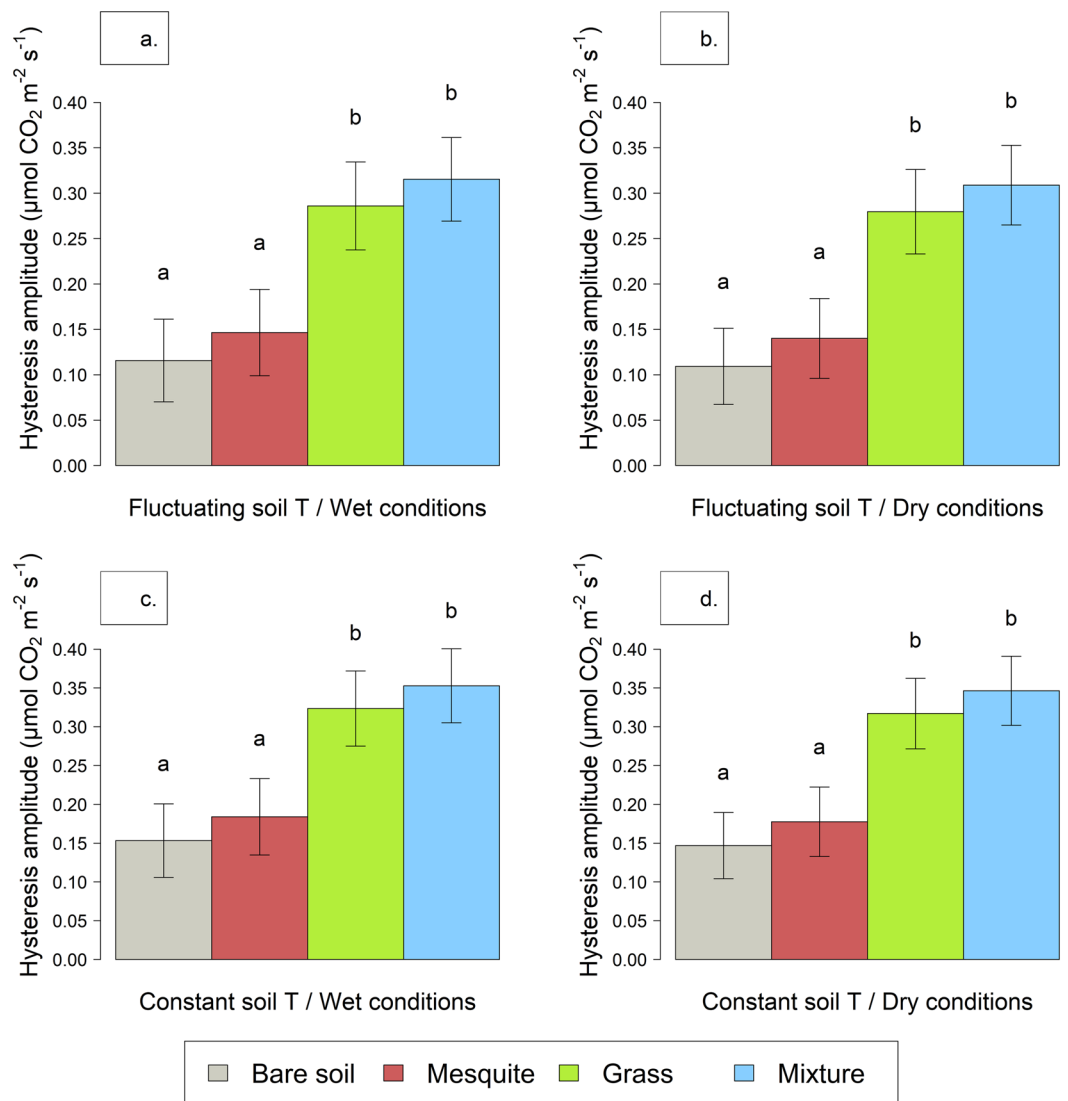 a.
Hysteresis amplitude (µmol CO₂ m⁻² s⁻¹)
0.40
0.35
0.30
0.25
0.20
0.15
0.10
0.05
0.00
a
a
b
b
Fluctuating soil T / Wet conditions
b.
Hysteresis amplitude (µmol CO₂ m⁻² s⁻¹)
0.40
0.35
0.30
0.25
0.20
0.15
0.10
0.05
0.00
a
a
b
b
Fluctuating soil T / Dry conditions
c.
Hysteresis amplitude (µmol CO₂ m⁻² s⁻¹)
0.40
0.35
0.30
0.25
0.20
0.15
0.10
0.05
0.00
a
a
b
b
Constant soil T / Wet conditions
d.
Hysteresis amplitude (µmol CO₂ m⁻² s⁻¹)
0.40
0.35
0.30
0.25
0.20
0.15
0.10
0.05
0.00
a
a
b
b
Constant soil T / Dry conditions
Bare soil Mesquite Grass Mixture